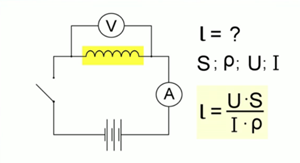 V
A
l = ?
S; ρ; U; I
l = U·S / I·ρ